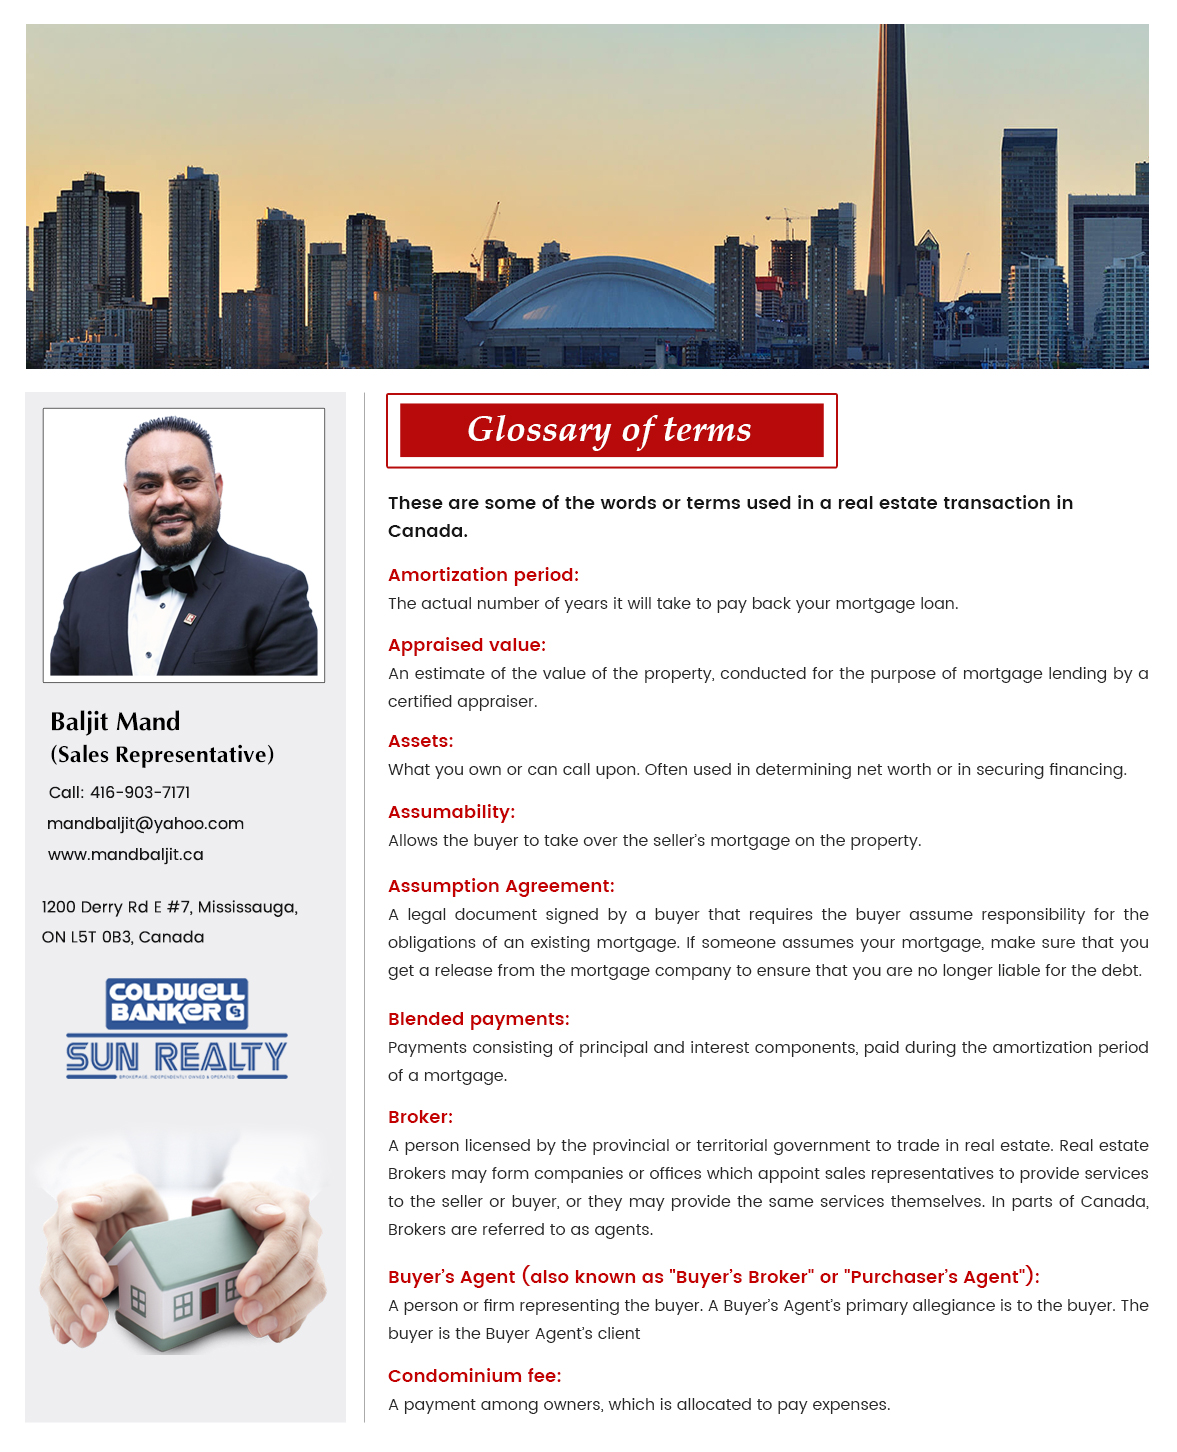 Glossary of terms
These are some of the words or terms used in a real estate transaction in
Canada.
Amortization period:
The actual number of years it will take to pay back your mortgage loan.
Appraised value:
An estimate of the value of the property, conducted for the purpose of mortgage lending by a
certified appraiser.
Assets:
What you own or can call upon. Often used in determining net worth or in securing financing.
Assumability:
Allows the buyer to take over the seller's mortgage on the property.
Assumption Agreement:
A legal document signed by a buyer that requires the buyer assume responsibility for the
obligations of an existing mortgage. If someone assumes your mortgage, make sure that you
get a release from the mortgage company to ensure that you are no longer liable for the debt.
Blended payments:
Payments consisting of principal and interest components, paid during the amortization period
of a mortgage.
Broker:
A person licensed by the provincial or territorial government to trade in real estate. Real estate
Brokers may form companies or offices which appoint sales representatives to provide services
to the seller or buyer, or they may provide the same services themselves. In parts of Canada,
Brokers are referred to as agents.
Buyer's Agent (also known as "Buyer's Broker" or "Purchaser's Agent"):
A person or firm representing the buyer. A Buyer's Agent's primary allegiance is to the buyer. The
buyer is the Buyer Agent's client
Condominium fee:
A payment among owners, which is allocated to pay expenses.
Baljit Mand
(Sales Representative)
Call: 416-903-7171
mandbaljit@yahoo.com
www.mandbaljit.ca
1200 Derry Rd E #7, Mississauga,
ON L5T 0B3, Canada
COLDWELL
BANKER CB
SUN REALTY
BROKERAGE, INDEPENDENTLY OWNED & OPERATED